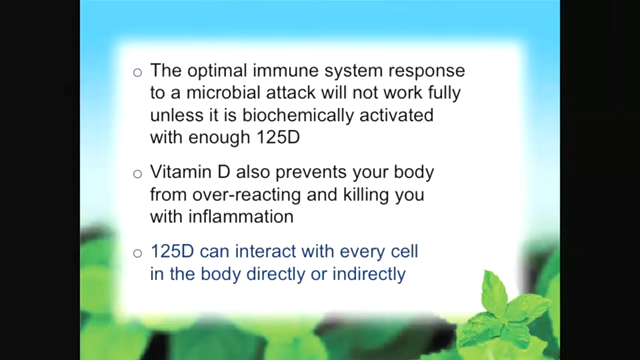 The optimal immune system response
to a microbial attack will not work fully
unless it is biochemically activated
with enough 125D
Vitamin D also prevents your body
from over-reacting and killing you
with inflammation
125D can interact with every cell
in the body directly or indirectly